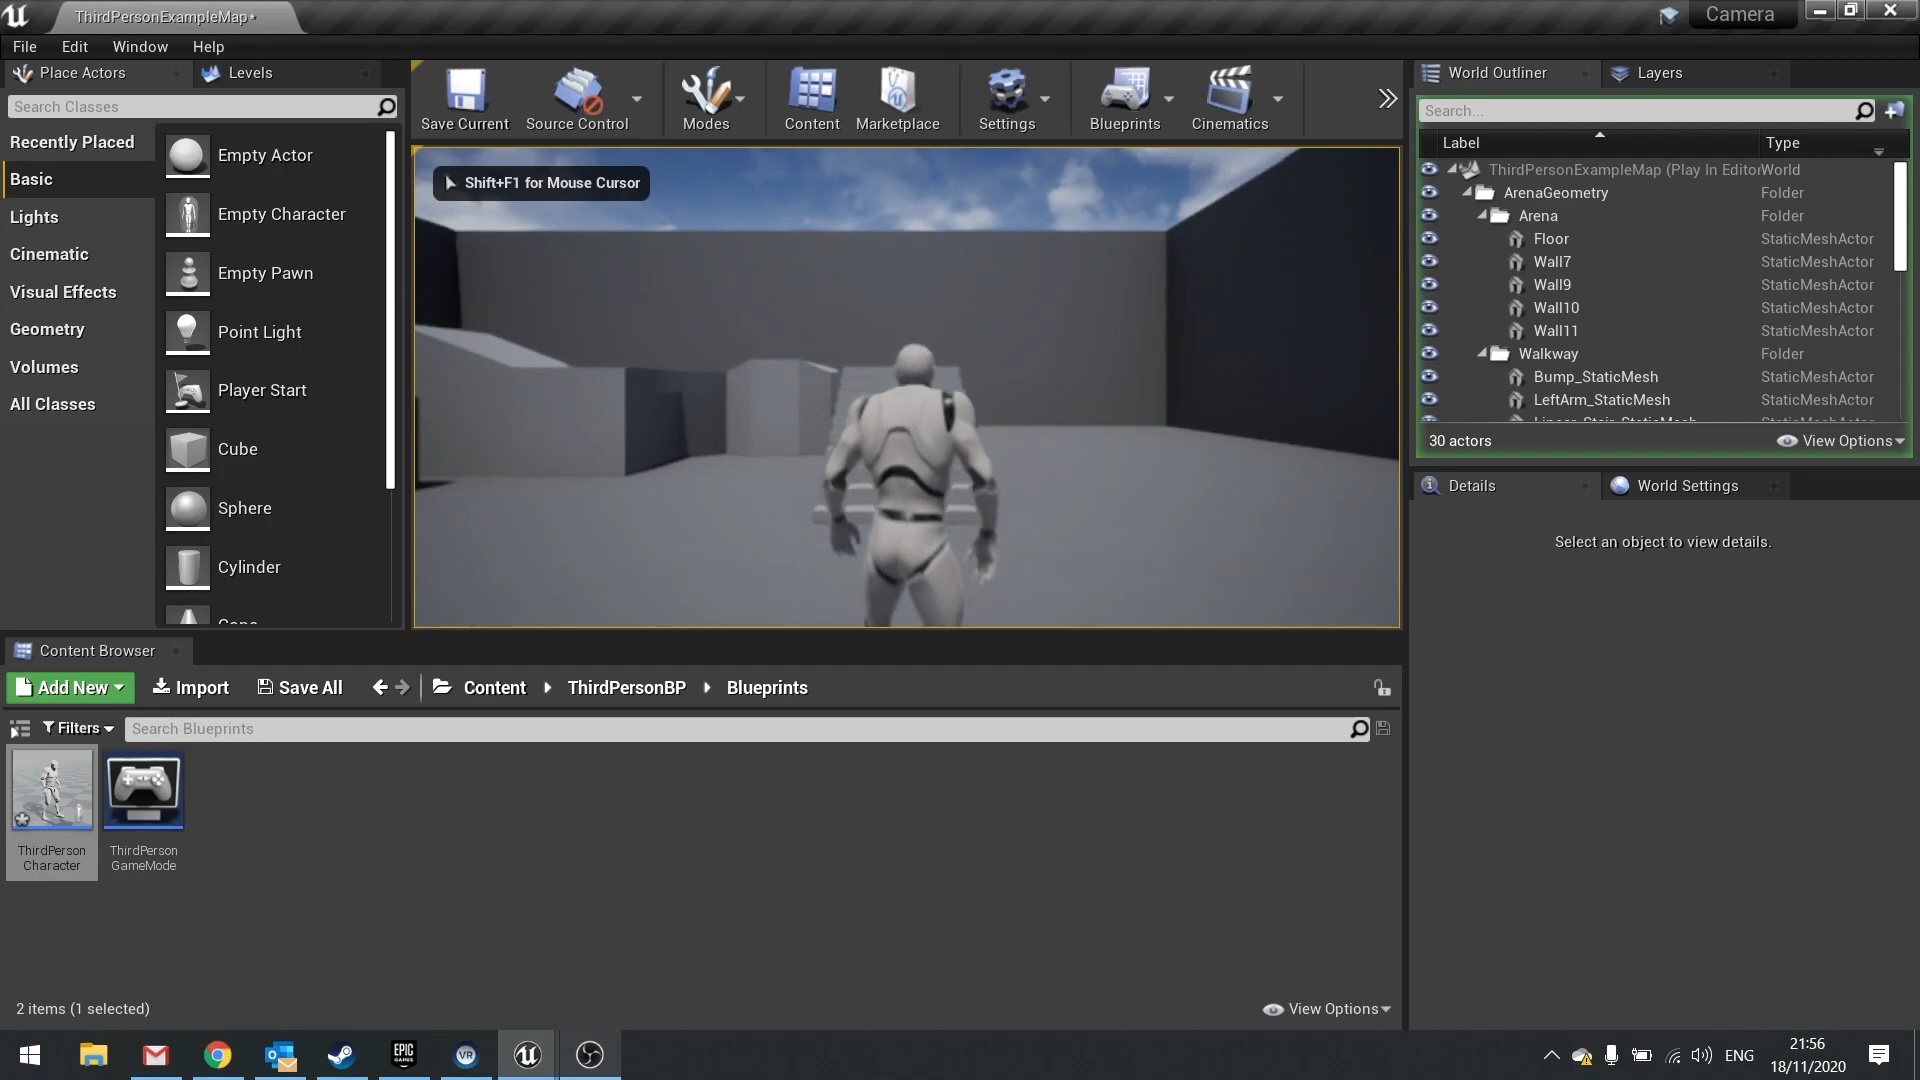 ThirdPersonExampleMap*
Camera
File Edit Window Help
Place Actors
Levels
Search Classes
Recently Placed
Basic
Lights
Cinematic
Visual Effects
Geometry
Volumes
All Classes
Empty Actor
Empty Character
Empty Pawn
Point Light
Player Start
Cube
Sphere
Cylinder
Cone
Save Current
Source Control
Modes
Content
Marketplace
Settings
Blueprints
Cinematics
Shift+F1 for Mouse Cursor
World Outliner
Layers
Search...
Label Type
ThirdPersonExampleMap (Play In Editor World
ArenaGeometry Folder
Arena Folder
Floor StaticMeshActor
Wall7 StaticMeshActor
Wall9 StaticMeshActor
Wall10 StaticMeshActor
Wall11 StaticMeshActor
Walkway Folder
Bump_StaticMesh StaticMeshActor
LeftArm_StaticMesh StaticMeshActor
Linear_Stair_StaticMesh StaticMeshActor
30 actors
View Options
Details
World Settings
Select an object to view details.
Content Browser
Add New Import Save All Content ThirdPersonBP Blueprints
Filters
Search Blueprints
ThirdPerson
Character
ThirdPerson
GameMode
2 items (1 selected)
View Options
EPIC
GAMES
VR
ENG
21:56
18/11/2020